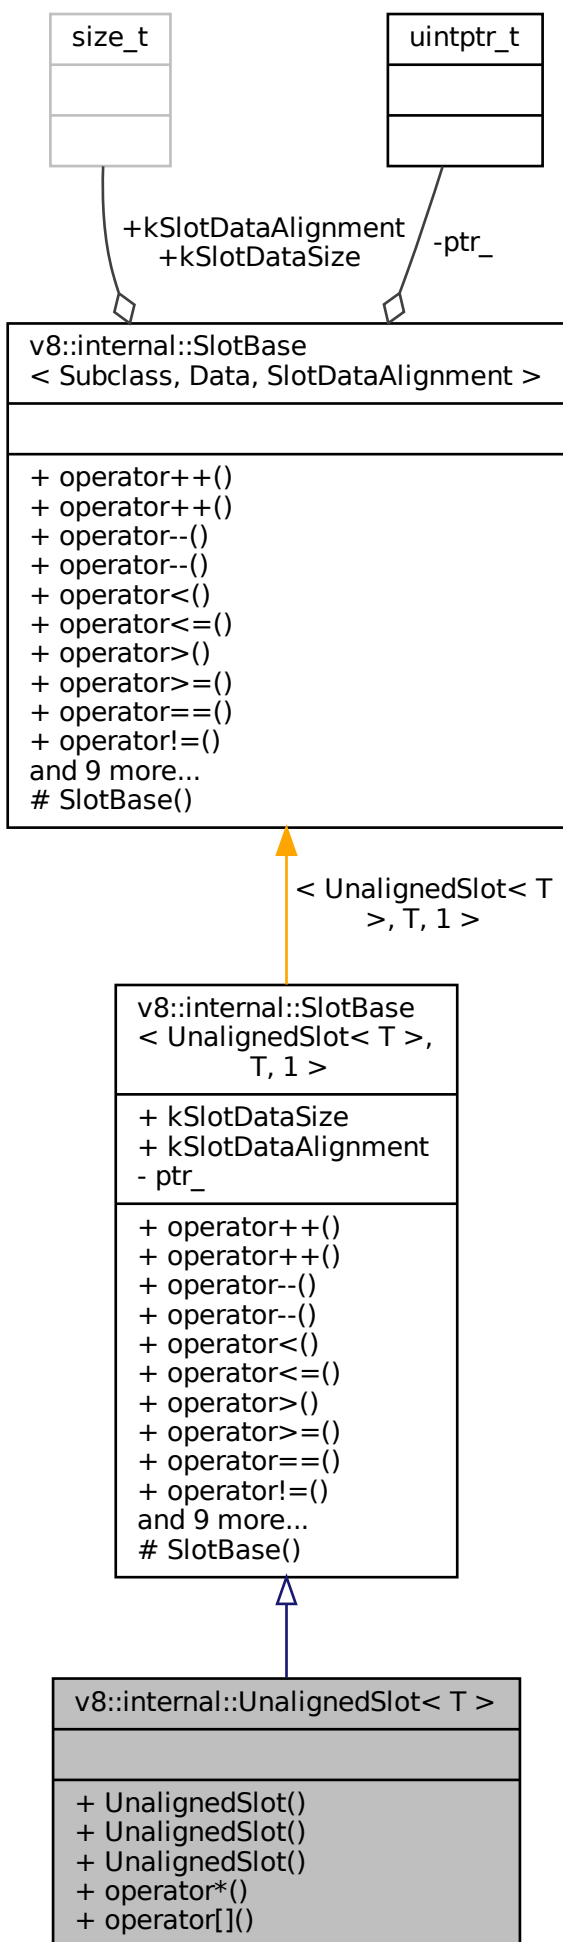 size_t
uintptr_t
+kSlotDataAlignment
+kSlotDataSize
-ptr_
v8::internal::SlotBase
< Subclass, Data, SlotDataAlignment >
+ operator++()
+ operator++()
+ operator--()
+ operator--()
+ operator<()
+ operator<=()
+ operator>()
+ operator>=()
+ operator==()
+ operator!=()
and 9 more...
# SlotBase()
< UnalignedSlot< T
>, T, 1 >
v8::internal::SlotBase
< UnalignedSlot< T >,
T, 1 >
+ kSlotDataSize
+ kSlotDataAlignment
- ptr_
+ operator++()
+ operator++()
+ operator--()
+ operator--()
+ operator<()
+ operator<=()
+ operator>()
+ operator>=()
+ operator==()
+ operator!=()
and 9 more...
# SlotBase()
v8::internal::UnalignedSlot< T >
+ UnalignedSlot()
+ UnalignedSlot()
+ UnalignedSlot()
+ operator*()
+ operator[]()